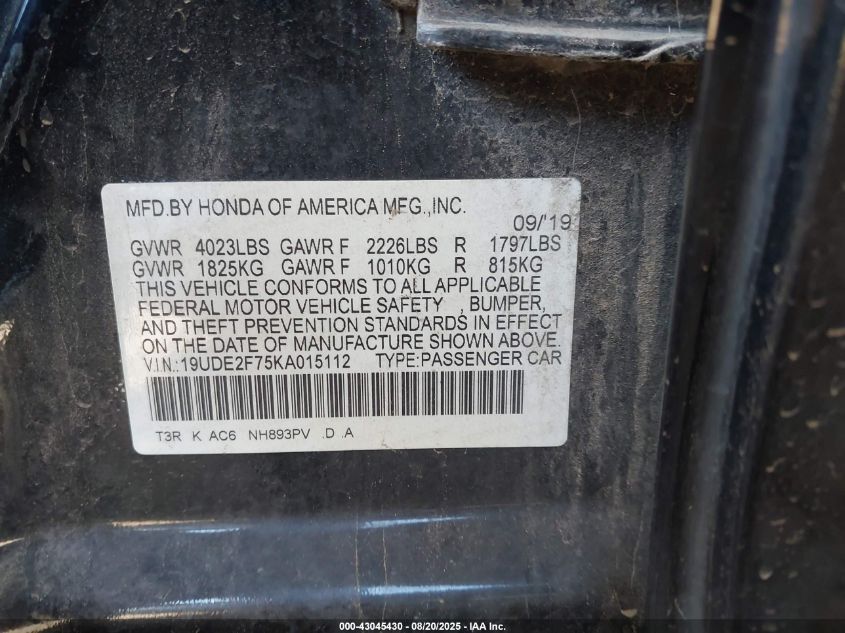 MFD.BY HONDA OF AMERICA MFG.,INC.
09/'19
GVWR 4023LBS GAWR F 2226LBS R 1797LBS
GVWR 1825KG GAWR F 1010KG R 815KG
THIS VEHICLE CONFORMS TO ALL APPLICABLE
FEDERAL MOTOR VEHICLE SAFETY , BUMPER,
AND THEFT PREVENTION STANDARDS IN EFFECT
ON THE DATE OF MANUFACTURE SHOWN ABOVE.
V.I.N.:19UDE2F75KA015112 TYPE:PASSENGER CAR
T3R K AC6 NH893PV .D .A
000-43045430 - 08/20/2025 - IAA Inc.